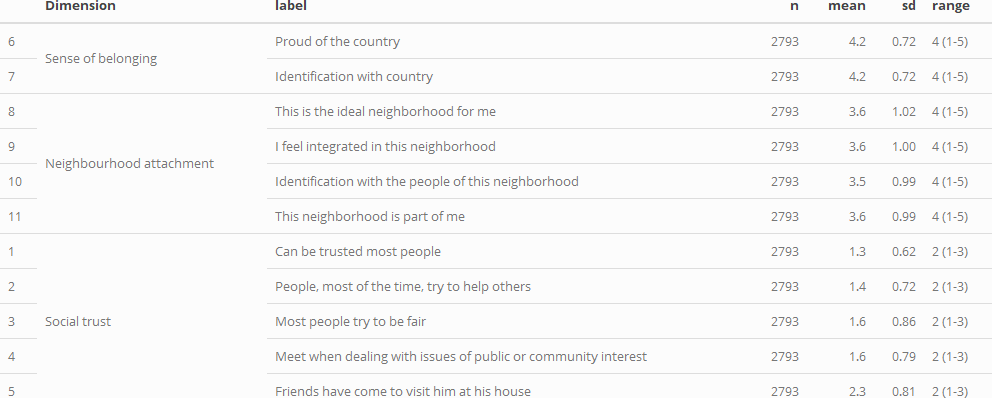 Dimension label n mean sd range
6 Sense of belonging Proud of the country 2793 4.2 0.72 4 (1-5)
7 Identification with country 2793 4.2 0.72 4 (1-5)
8 Neighbourhood attachment This is the ideal neighborhood for me 2793 3.6 1.02 4 (1-5)
9 I feel integrated in this neighborhood 2793 3.6 1.00 4 (1-5)
10 Identification with the people of this neighborhood 2793 3.5 0.99 4 (1-5)
11 This neighborhood is part of me 2793 3.6 0.99 4 (1-5)
1 Social trust Can be trusted most people 2793 1.3 0.62 2 (1-3)
2 People, most of the time, try to help others 2793 1.4 0.72 2 (1-3)
3 Most people try to be fair 2793 1.6 0.86 2 (1-3)
4 Meet when dealing with issues of public or community interest 2793 1.6 0.79 2 (1-3)
5 Friends have come to visit him at his house 2793 2.3 0.81 2 (1-3)